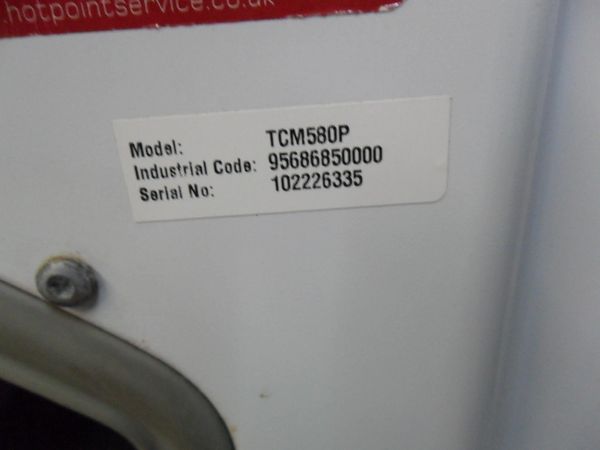 .hotpointservice.co.uk
Model: TCM580P
Industrial Code: 95686850000
Serial No: 102226335